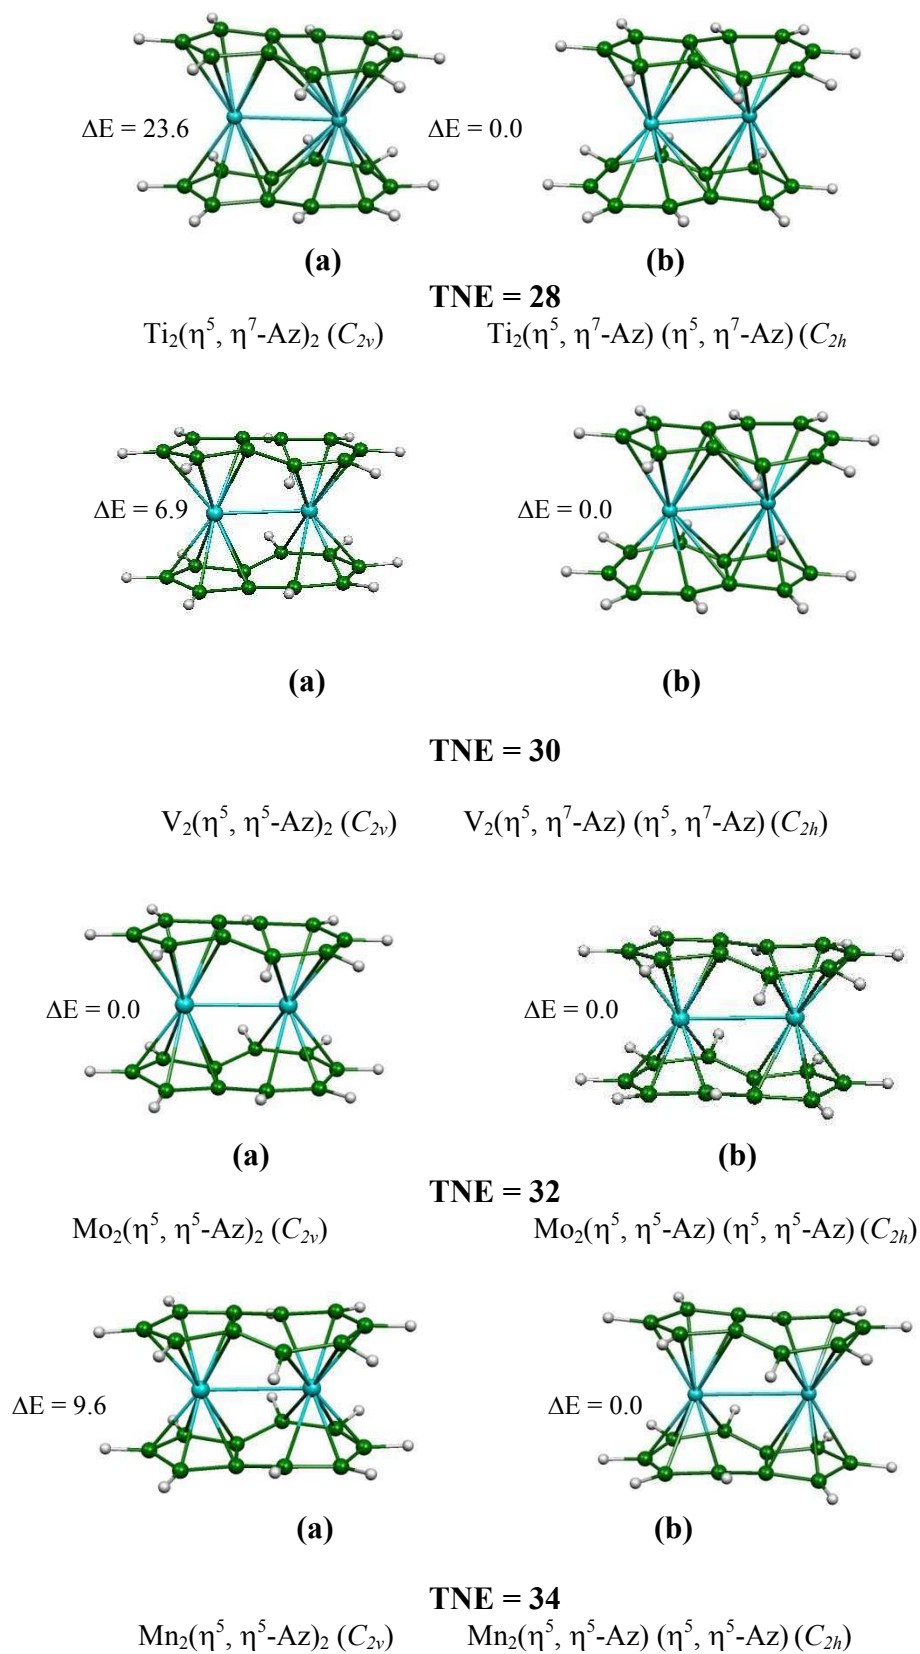 ΔE = 23.6 ΔE = 0.0
(a) (b)
TNE = 28
Ti₂(η⁵, η⁷-Az)₂ (C₂ᵥ) Ti₂(η⁵, η⁷-Az) (η⁵, η⁷-Az) (C₂ₕ
ΔE = 6.9 ΔE = 0.0
(a) (b)
TNE = 30
V₂(η⁵, η⁵-Az)₂ (C₂ᵥ) V₂(η⁵, η⁷-Az) (η⁵, η⁷-Az) (C₂ₕ)
ΔE = 0.0 ΔE = 0.0
(a) (b)
TNE = 32
Mo₂(η⁵, η⁵-Az)₂ (C₂ᵥ) Mo₂(η⁵, η⁵-Az) (η⁵, η⁵-Az) (C₂ₕ)
ΔE = 9.6 ΔE = 0.0
(a) (b)
TNE = 34
Mn₂(η⁵, η⁵-Az)₂ (C₂ᵥ) Mn₂(η⁵, η⁵-Az) (η⁵, η⁵-Az) (C₂ₕ)